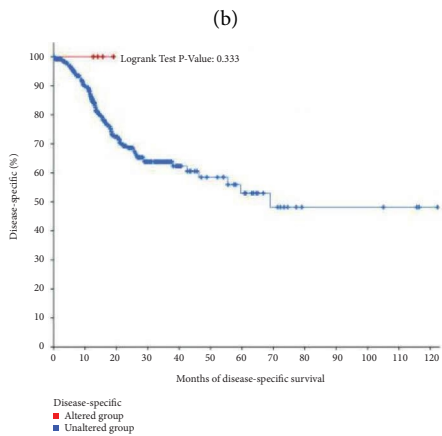 (b)
100
90
80
70
60
50
40
30
20
10
0
Disease-specific (%)
Logrank Test P-Value: 0.333
0 10 20 30 40 50 60 70 80 90 100 110 120
Months of disease-specific survival
Disease-specific
Altered group
Unaltered group